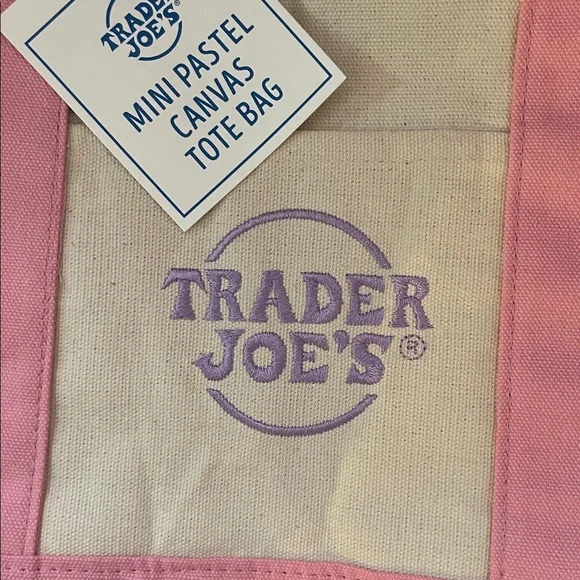 TRADER
JOE'S®
MINI PASTEL
CANVAS
TOTE BAG
TRADER
JOE'S®